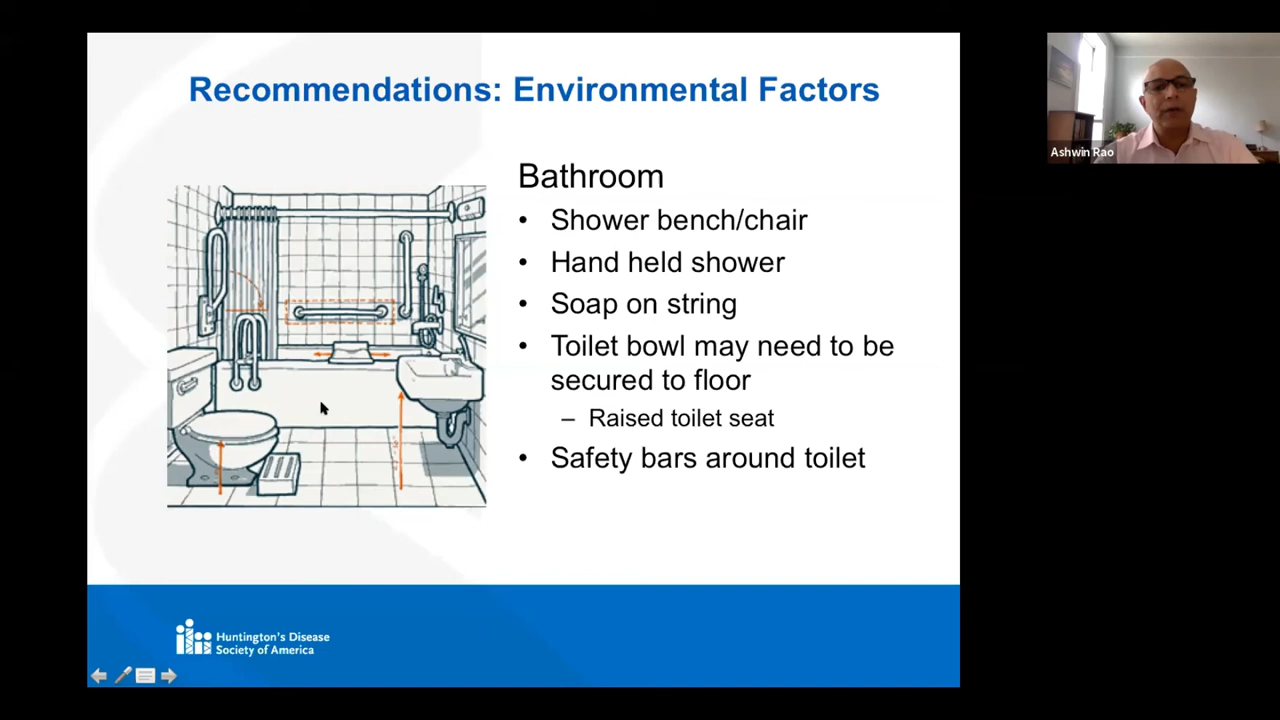 Recommendations: Environmental Factors
Bathroom
• Shower bench/chair
• Hand held shower
• Soap on string
• Toilet bowl may need to be
secured to floor
– Raised toilet seat
• Safety bars around toilet
Huntington's Disease
Society of America
Ashwin Rao